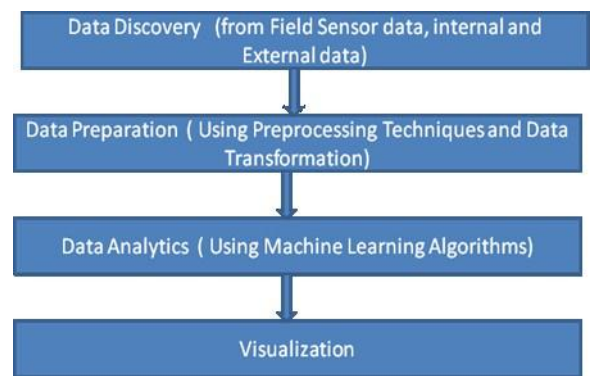 Data Discovery (from Field Sensor data, internal and
External data)
Data Preparation ( Using Preprocessing Techniques and Data
Transformation)
Data Analytics ( Using Machine Learning Algorithms)
Visualization